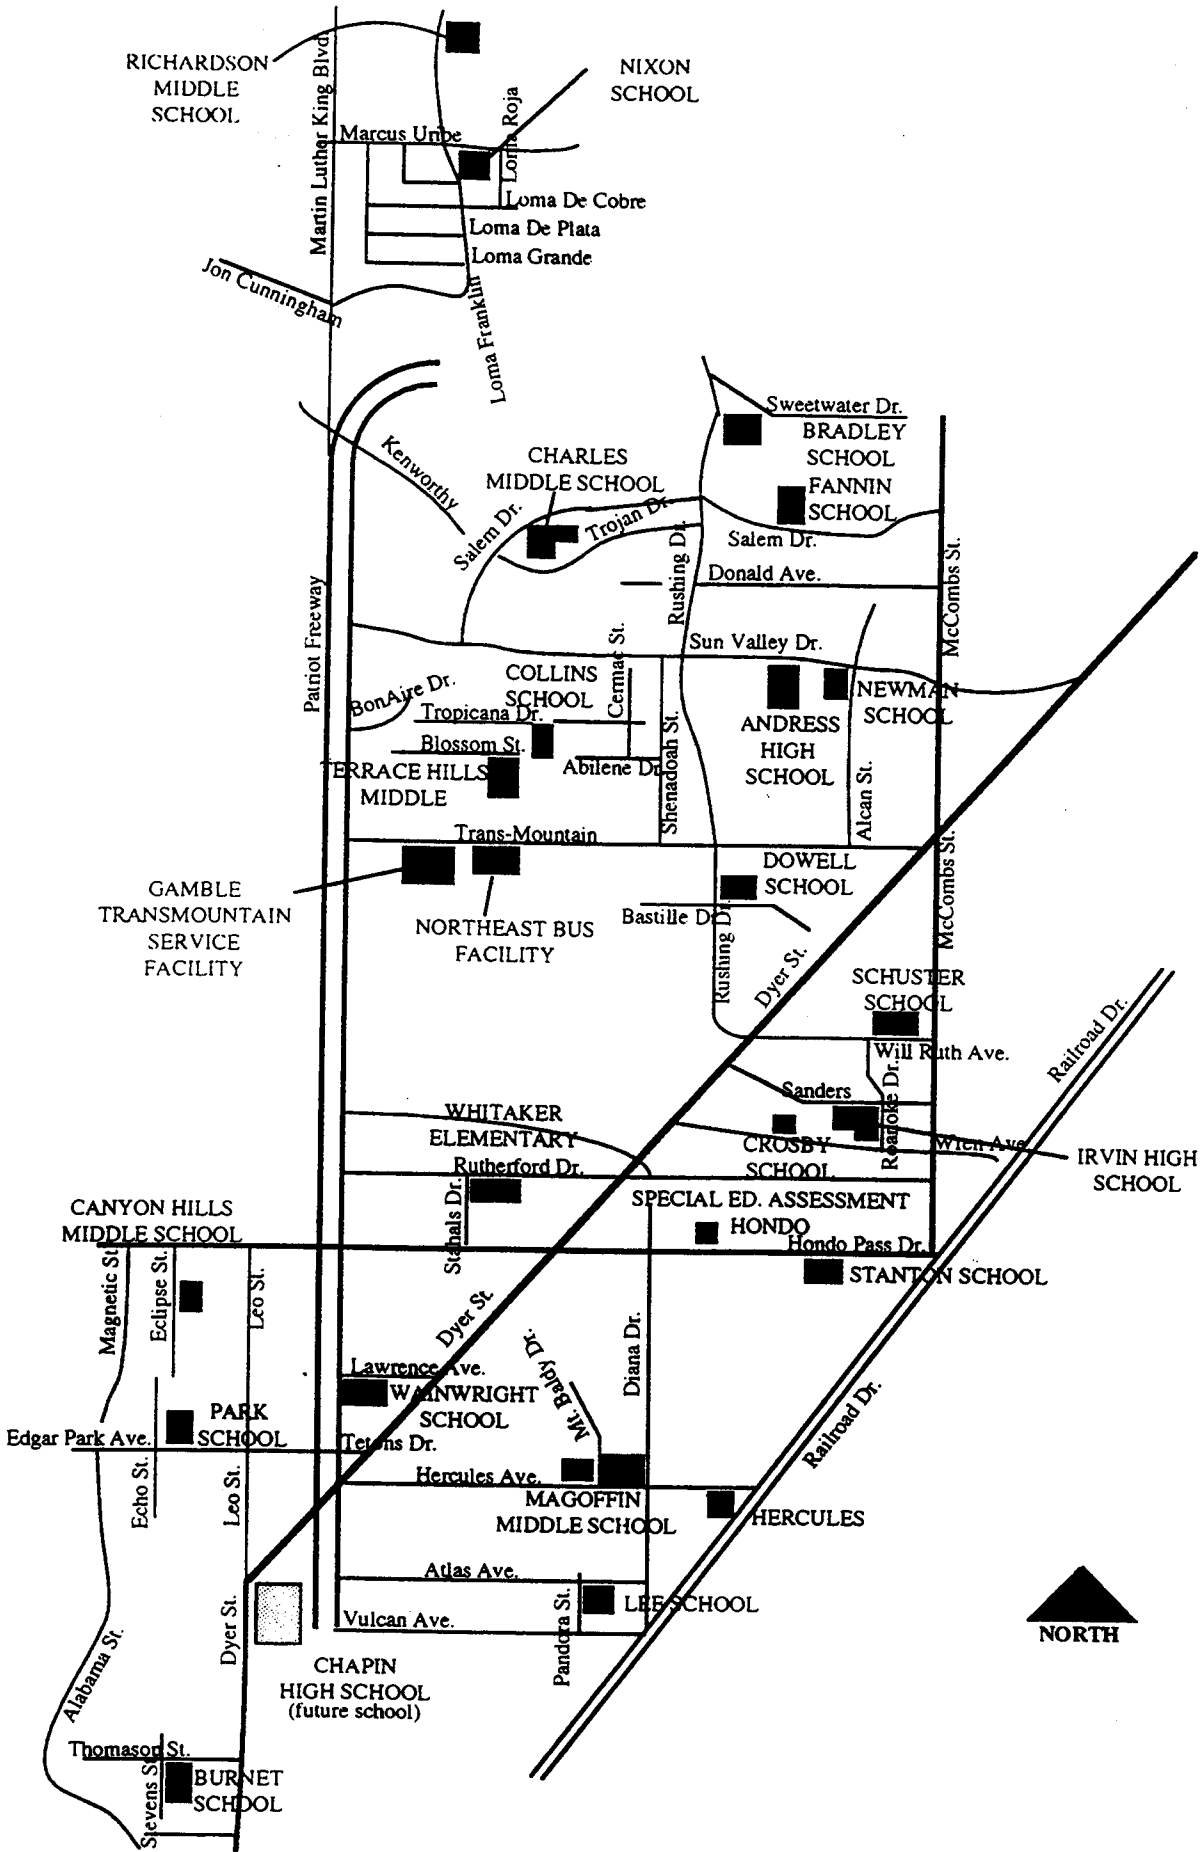 RICHARDSON
MIDDLE
SCHOOL
Martin Luther King Blvd.
NIXON
SCHOOL
Marcus Uribe
Loma Roja
Loma De Cobre
Loma De Plata
Loma Grande
Jon Cunningham
Loma Franklin
Sweetwater Dr.
BRADLEY
SCHOOL
Kenworthy
CHARLES
MIDDLE SCHOOL
FANNIN
SCHOOL
Salem Dr.
Trojan Dr.
Salem Dr.
Rushing Dr.
Donald Ave.
McCombs St.
Patriot Freeway
Sun Valley Dr.
Cermac St.
COLLINS
SCHOOL
BonAire Dr.
Tropicana Dr.
NEWMAN
SCHOOL
ANDRESS
HIGH
SCHOOL
Blossom St.
Abilene Dr.
Shenadoah St.
Alcan St.
TERRACE HILLS
MIDDLE
Trans-Mountain
McCombs St.
DOWELL
SCHOOL
GAMBLE
TRANSMOUNTAIN
SERVICE
FACILITY
NORTHEAST BUS
FACILITY
Bastille Dr.
Rushing Dr.
Dyer St.
SCHUSTER
SCHOOL
Railroad Dr.
Will Ruth Ave.
Sanders
Roanoke Dr.
WHITAKER
ELEMENTARY
CROSBY
SCHOOL
Wien Ave.
IRVIN HIGH
SCHOOL
Rutherford Dr.
Stahals Dr.
SPECIAL ED. ASSESSMENT
HONDO
Hondo Pass Dr.
CANYON HILLS
MIDDLE SCHOOL
STANTON SCHOOL
Magnetic St.
Eclipse St.
Leo St.
Dyer St.
Mt. Baldy Dr.
Diana Dr.
Lawrence Ave.
WAINWRIGHT
SCHOOL
Railroad Dr.
PARK
SCHOOL
Edgar Park Ave.
Tetons Dr.
Echo St.
Leo St.
Hercules Ave.
MAGOFFIN
MIDDLE SCHOOL
HERCULES
Atlas Ave.
Pandora St.
LEE SCHOOL
Vulcan Ave.
Dyer St.
Alabama St.
NORTH
CHAPIN
HIGH SCHOOL
(future school)
Thomason St.
Stevens St.
BURNET
SCHOOL